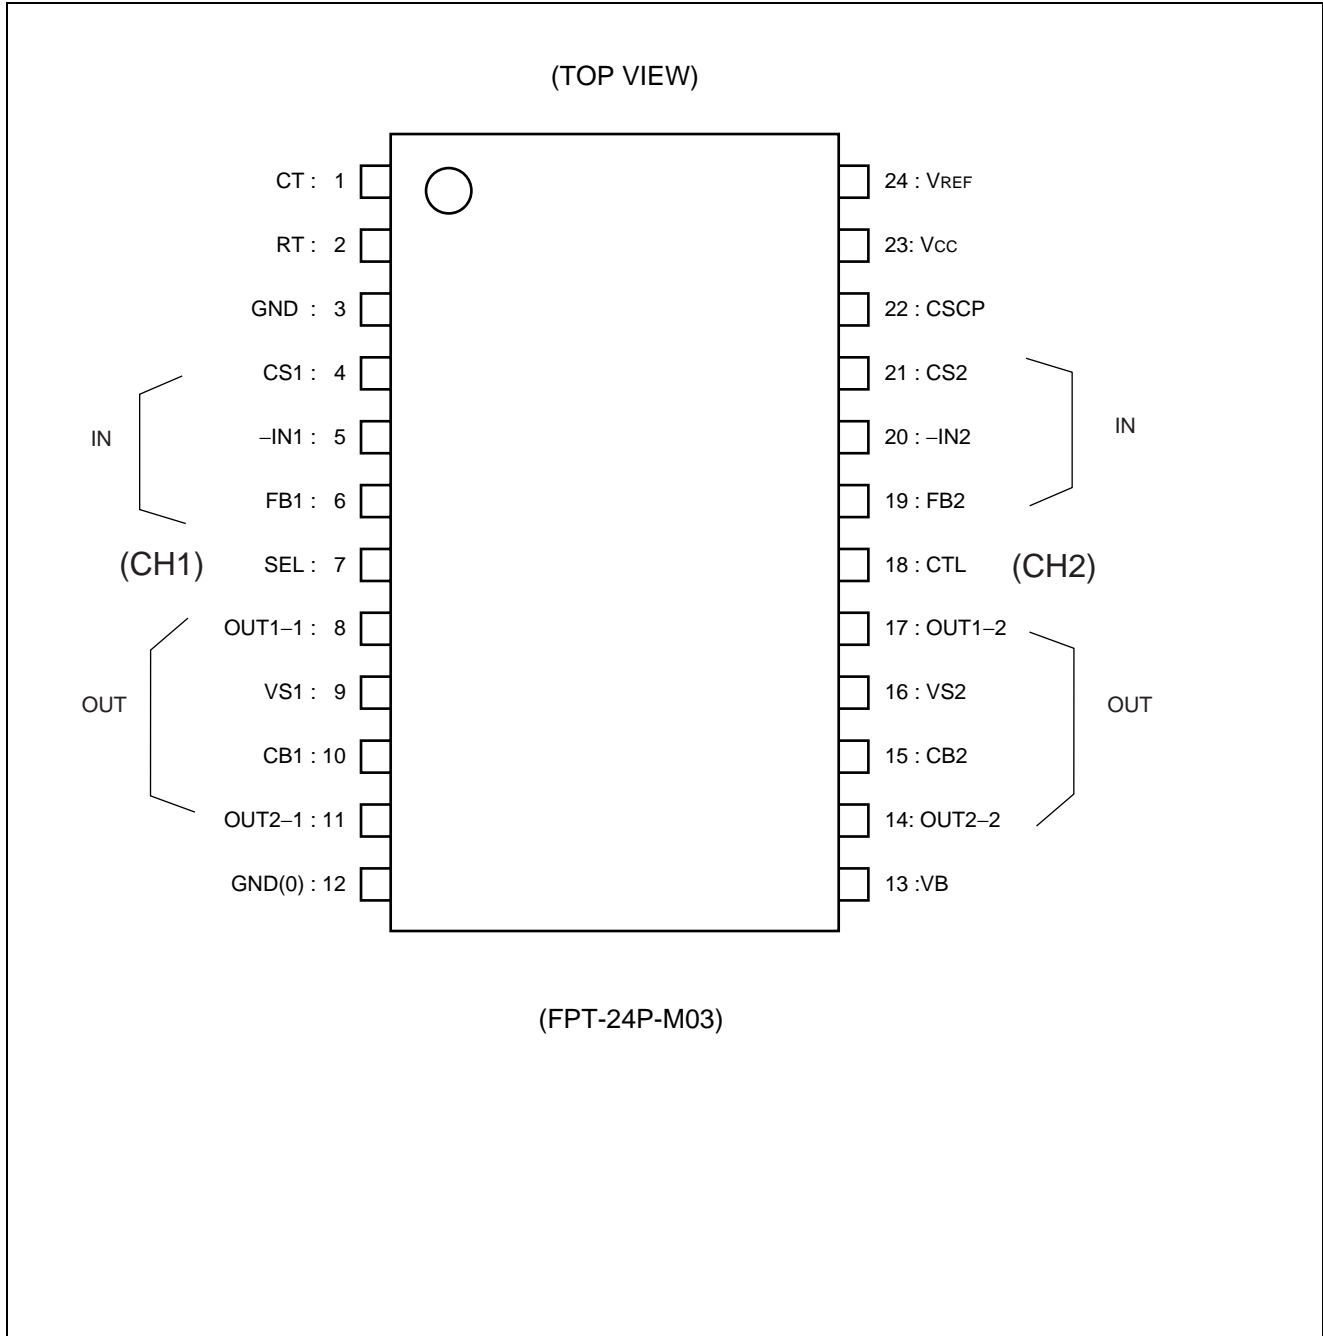 (TOP VIEW)
CT : 1
24 : VREF
RT : 2
23: VCC
GND : 3
22 : CSCP
CS1 : 4
21 : CS2
IN
–IN1 : 5
20 : –IN2
IN
FB1 : 6
19 : FB2
(CH1)
SEL : 7
18 : CTL
(CH2)
OUT1–1 : 8
17 : OUT1–2
OUT
VS1 : 9
16 : VS2
OUT
CB1 : 10
15 : CB2
OUT2–1 : 11
14: OUT2–2
GND(0) : 12
13 :VB
(FPT-24P-M03)